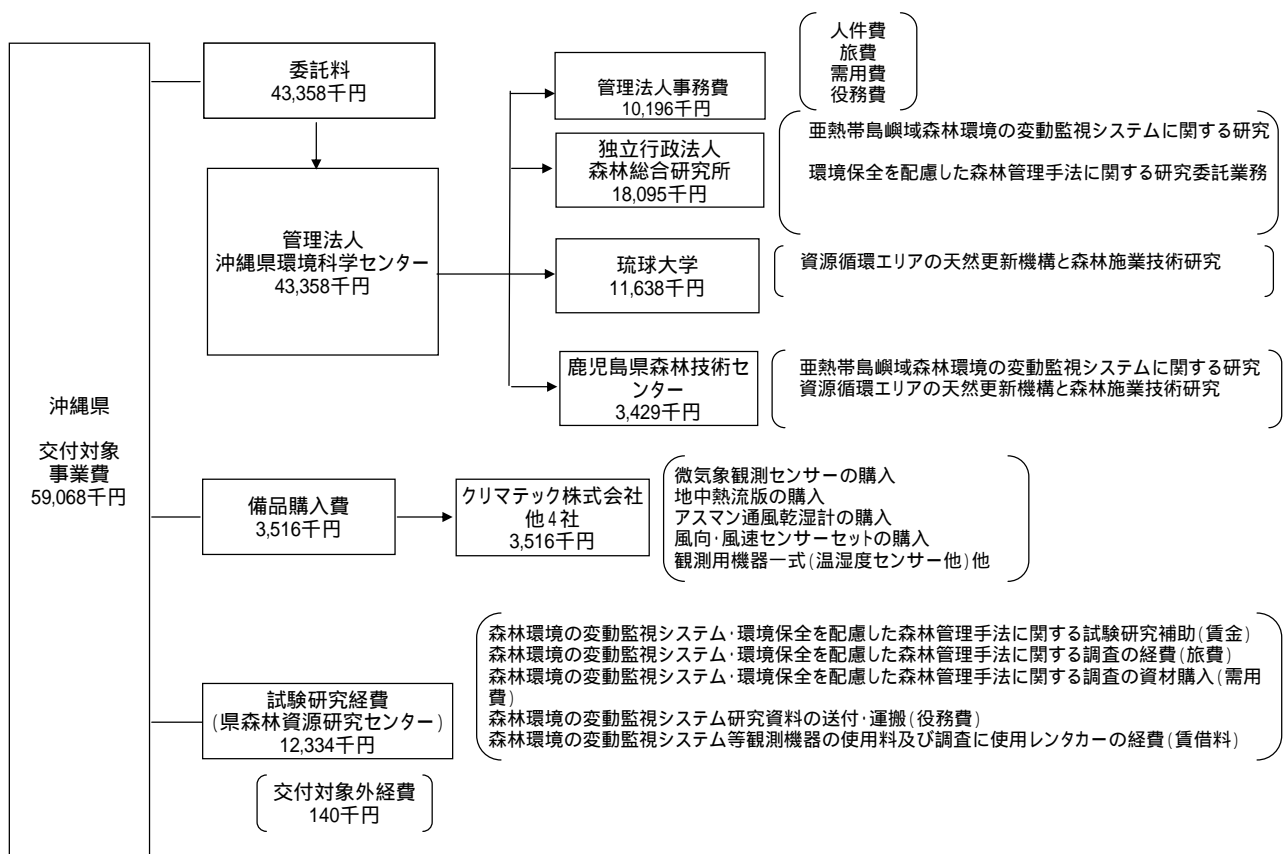 沖縄県
交付対象
事業費
59,068千円
委託料
43,358千円
管理法人
沖縄県環境科学センター
43,358千円
管理法人事務費
10,196千円
人件費
旅費
需用費
役務費
独立行政法人
森林総合研究所
18,095千円
亜熱帯島嶼域森林環境の変動監視システムに関する研究
環境保全を配慮した森林管理手法に関する研究委託業務
琉球大学
11,638千円
資源循環エリアの天然更新機構と森林施業技術研究
鹿児島県森林技術セ
ンター
3,429千円
亜熱帯島嶼域森林環境の変動監視システムに関する研究
資源循環エリアの天然更新機構と森林施業技術研究
備品購入費
3,516千円
クリマテック株式会社
他4社
3,516千円
微気象観測センサーの購入
地中熱流版の購入
アスマン通風乾湿計の購入
風向・風速センサーセットの購入
観測用機器一式(温湿度センサー他)他
試験研究経費
(県森林資源研究センター)
12,334千円
森林環境の変動監視システム・環境保全を配慮した森林管理手法に関する試験研究補助(賃金)
森林環境の変動監視システム・環境保全を配慮した森林管理手法に関する調査の経費(旅費)
森林環境の変動監視システム・環境保全を配慮した森林管理手法に関する調査の資材購入(需用
費)
森林環境の変動監視システム研究資料の送付・運搬(役務費)
森林環境の変動監視システム等観測機器の使用料及び調査に使用レンタカーの経費(賃借料)
交付対象外経費
140千円